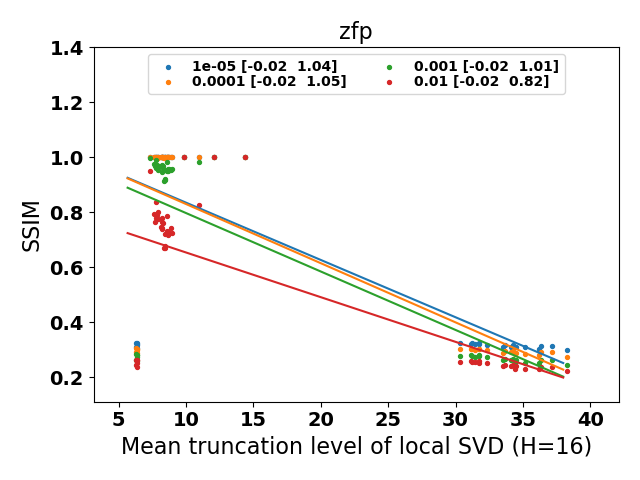 zfp
1e-05 [-0.02  1.04]
0.0001 [-0.02  1.05]
0.001 [-0.02  1.01]
0.01 [-0.02  0.82]
SSIM
1.4
1.2
1.0
0.8
0.6
0.4
0.2
5 10 15 20 25 30 35 40
Mean truncation level of local SVD (H=16)